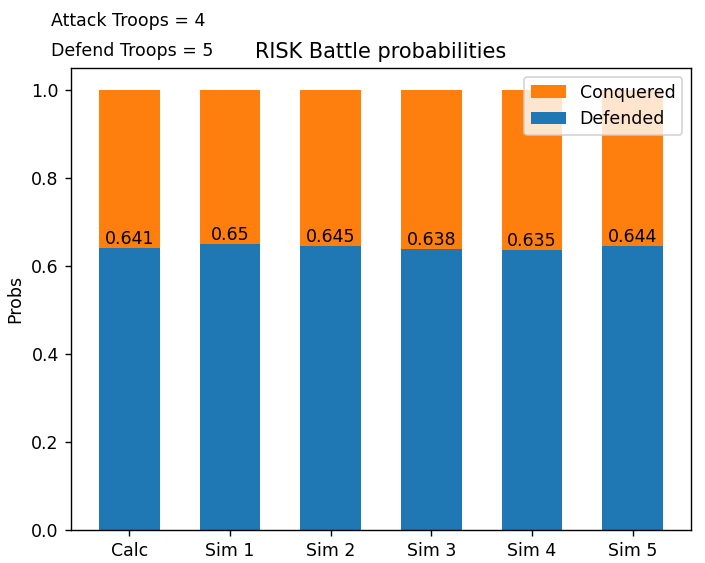 Attack Troops = 4
Defend Troops = 5
RISK Battle probabilities
Conquered
Defended
1.0
0.8
0.6
0.4
0.2
0.0
Probs
0.641
0.65
0.645
0.638
0.635
0.644
Calc
Sim 1
Sim 2
Sim 3
Sim 4
Sim 5